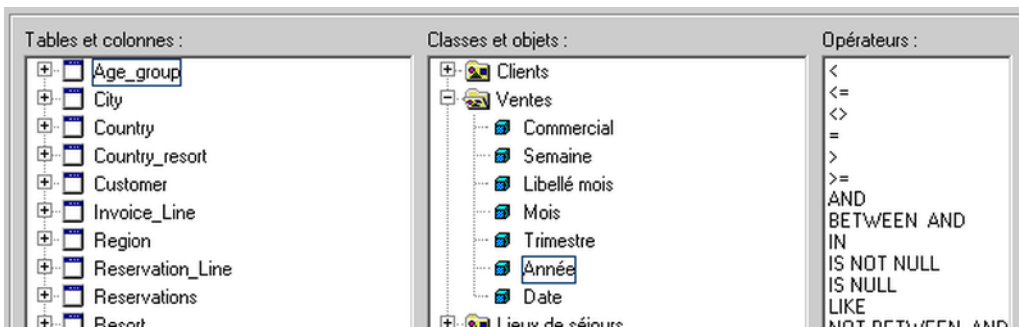 Tables et colonnes :
Age_group
City
Country
Country_resort
Customer
Invoice_Line
Region
Reservation_Line
Reservations
Resort
Classes et objets :
Clients
Ventes
Commercial
Semaine
Libellé mois
Mois
Trimestre
Année
Date
Lieux de séjours
Opérateurs :
<
<=
<>
=
>
>=
AND
BETWEEN AND
IN
IS NOT NULL
IS NULL
LIKE
NOT BETWEEN AND